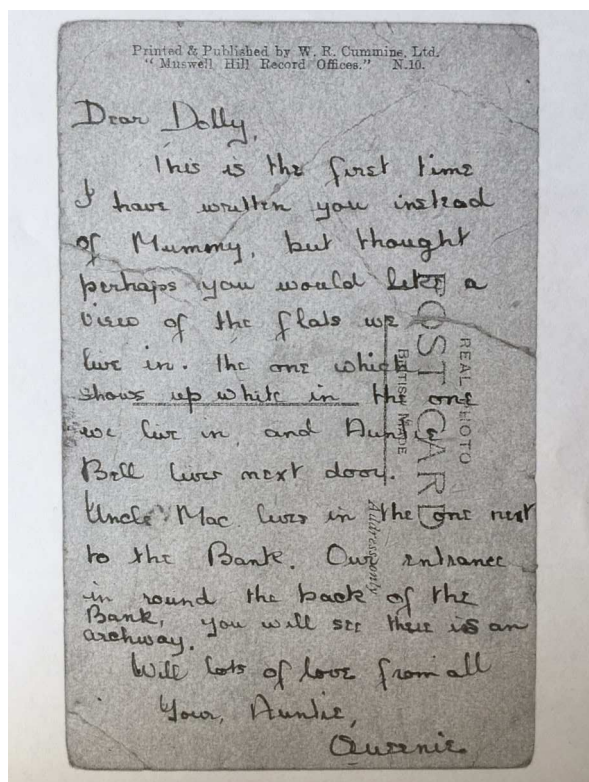 Printed & Published by W. R. Cummine, Ltd.
"Muswell Hill Record Offices." N.10.
Dear Dolly,
This is the first time
I have written you instead
of Mummy, but thought
perhaps you would like a
view of the flats we
live in. The one which
shows up white in the one
we live in, and Auntie
Bell lives next door.
Uncle Mac lives in the one next
to the Bank. Our entrance
in round the back of the
Bank, you will see there is an
archway.
Will lots of love from all
Your, Auntie,
Queenie.
POST CARD
REAL PHOTO
BRITISH MADE
Address only